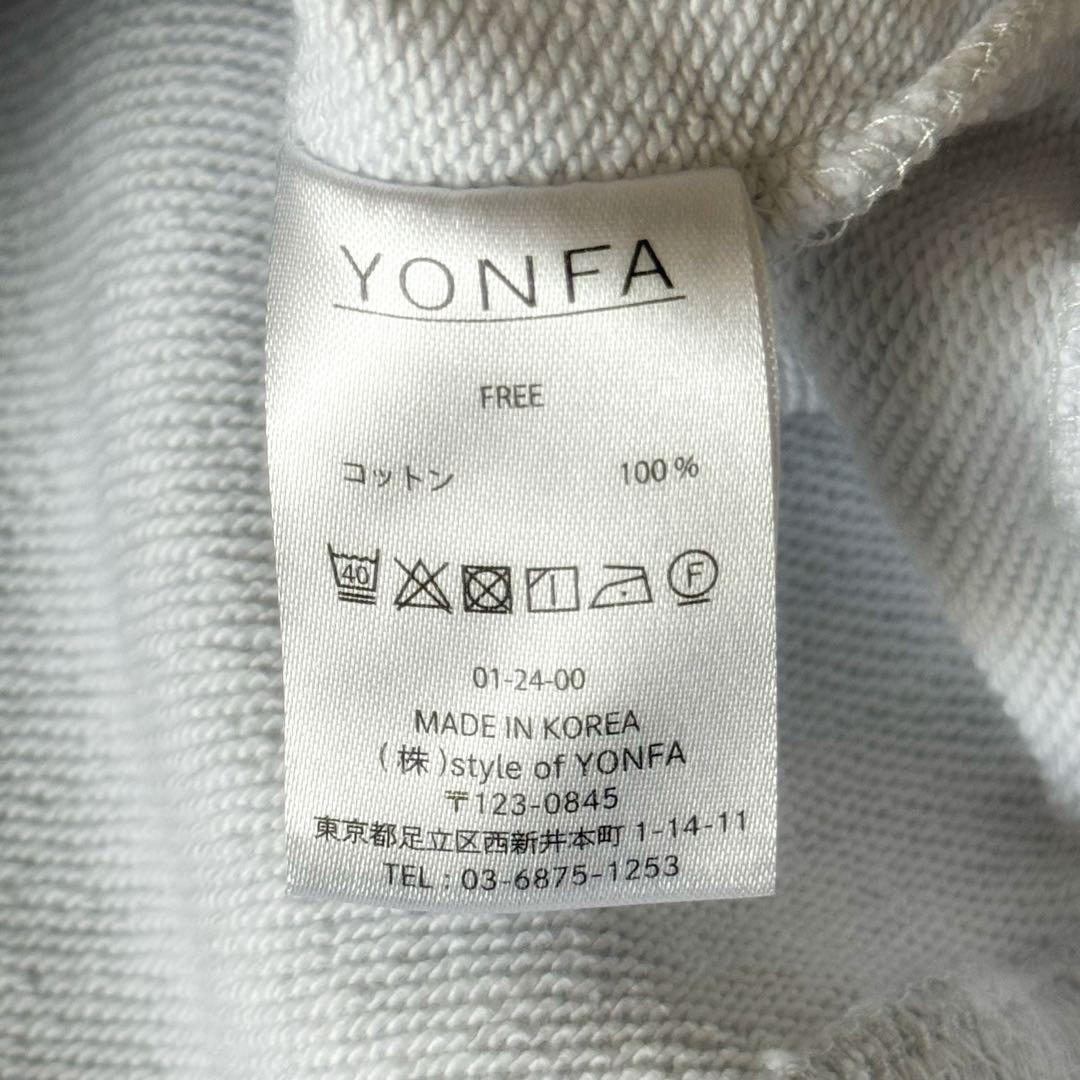 YONFA
FREE
コットン 100%
40 F
01-24-00
MADE IN KOREA
(株)style of YONFA
〒123-0845
東京都足立区西新井本町 1-14-11
TEL : 03-6875-1253